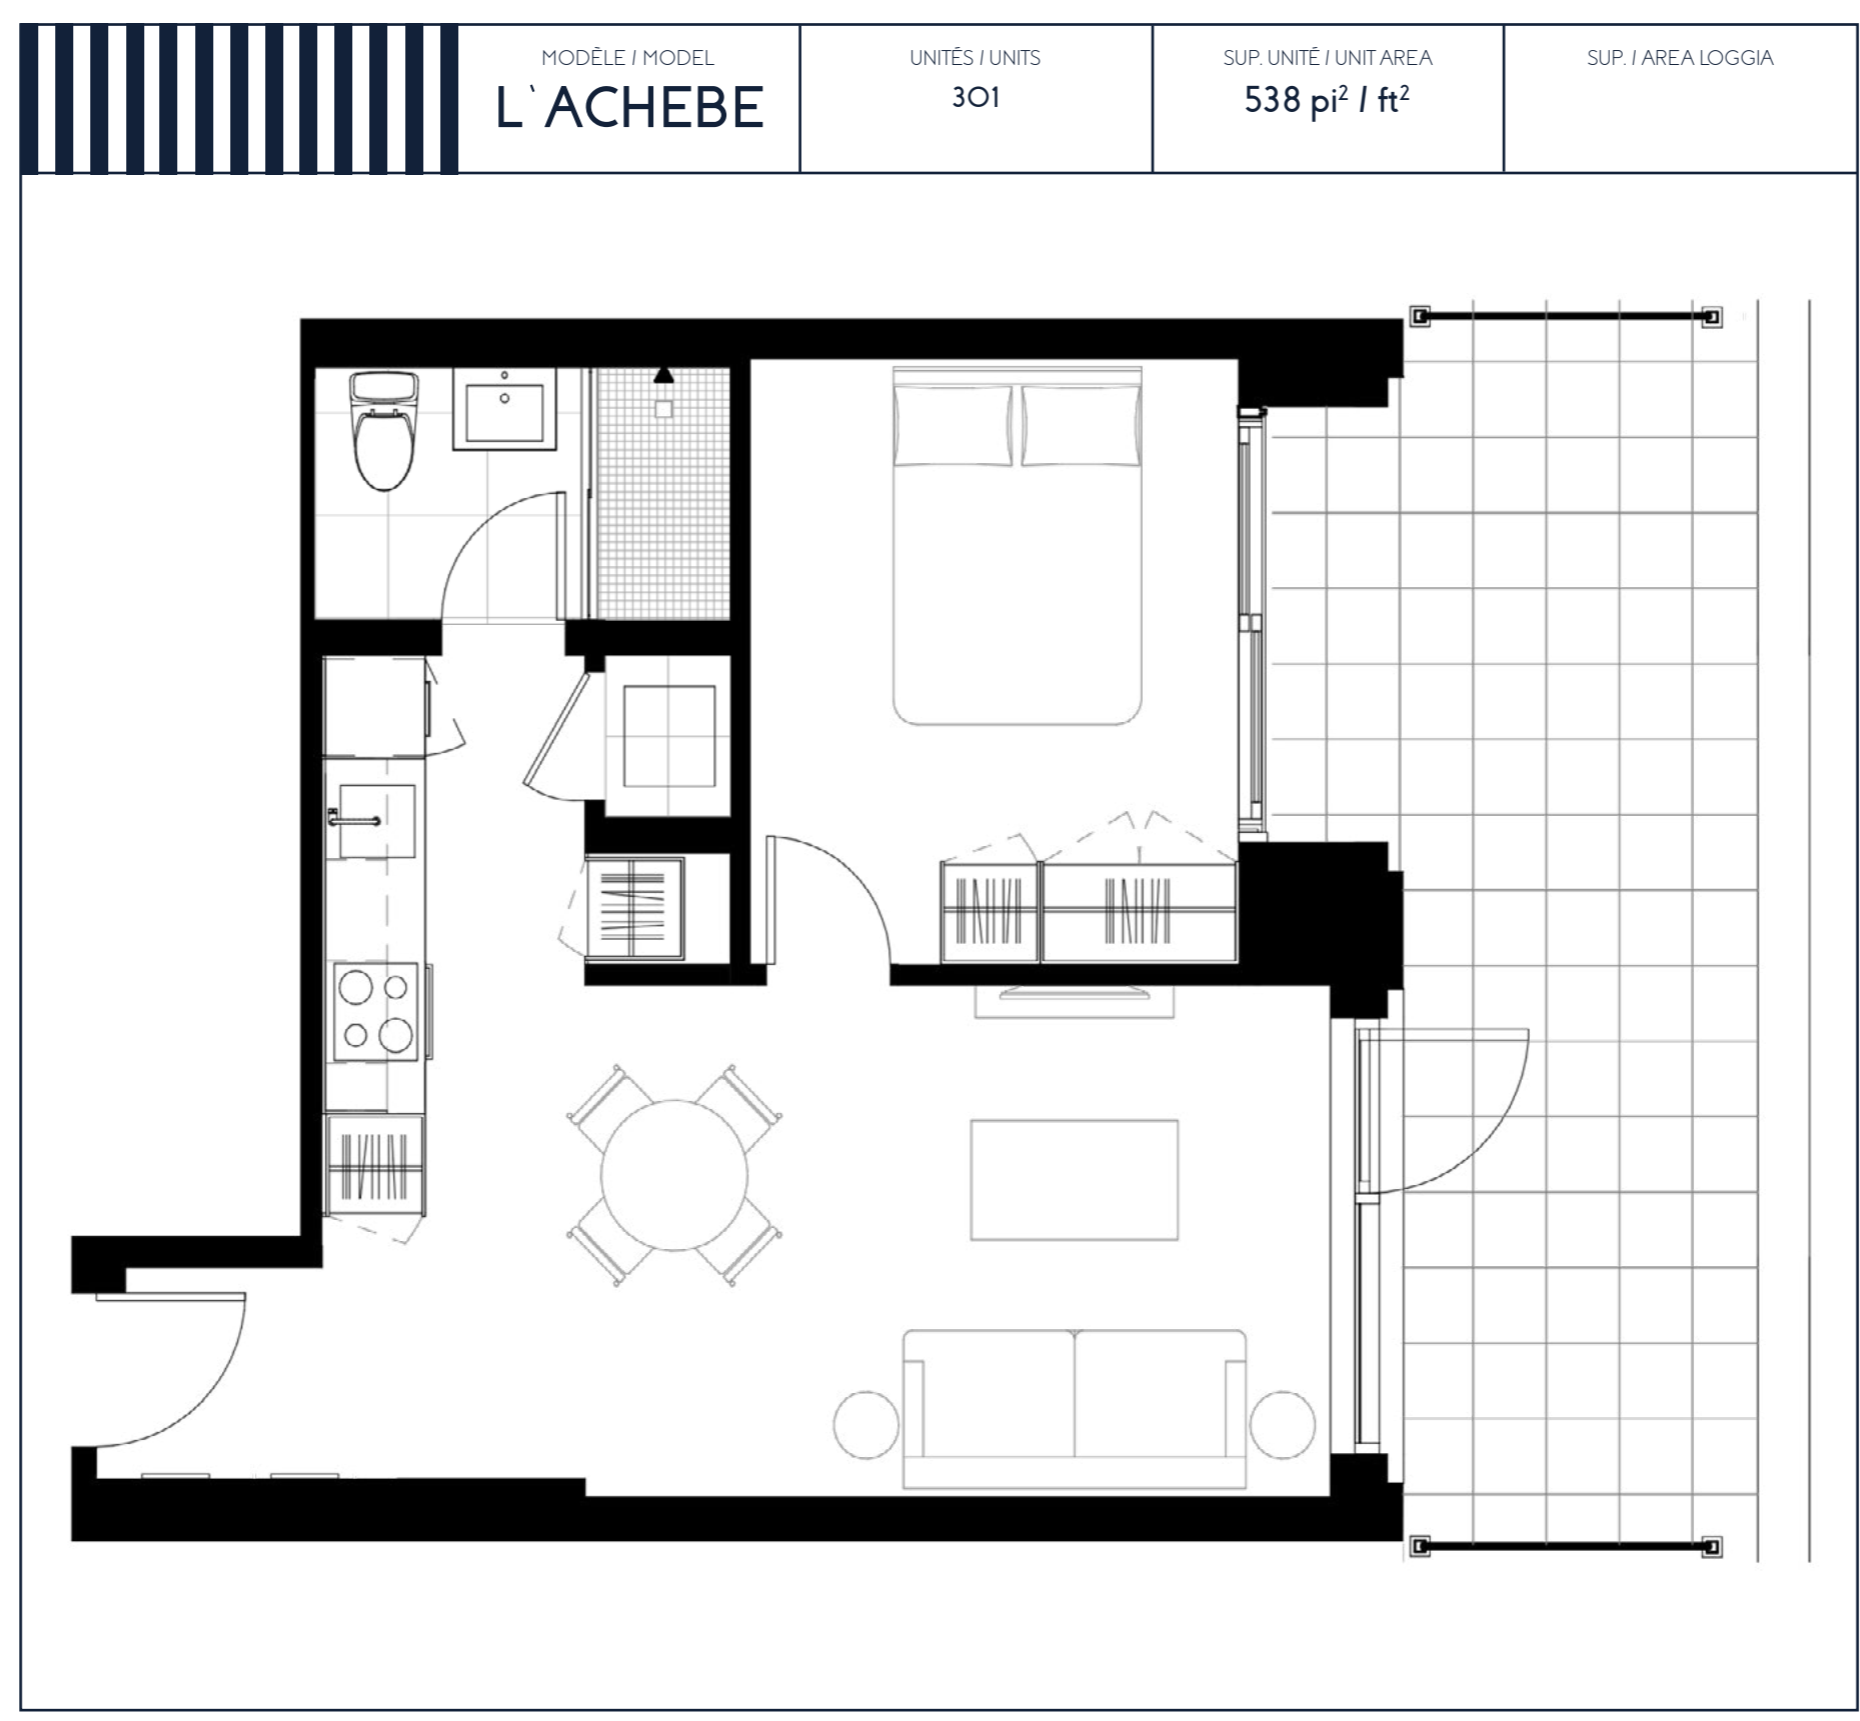 MODÈLE / MODEL
L`ACHEBE
UNITÉS / UNITS
301
SUP. UNITÉ / UNIT AREA
538 pi² / ft²
SUP. / AREA LOGGIA